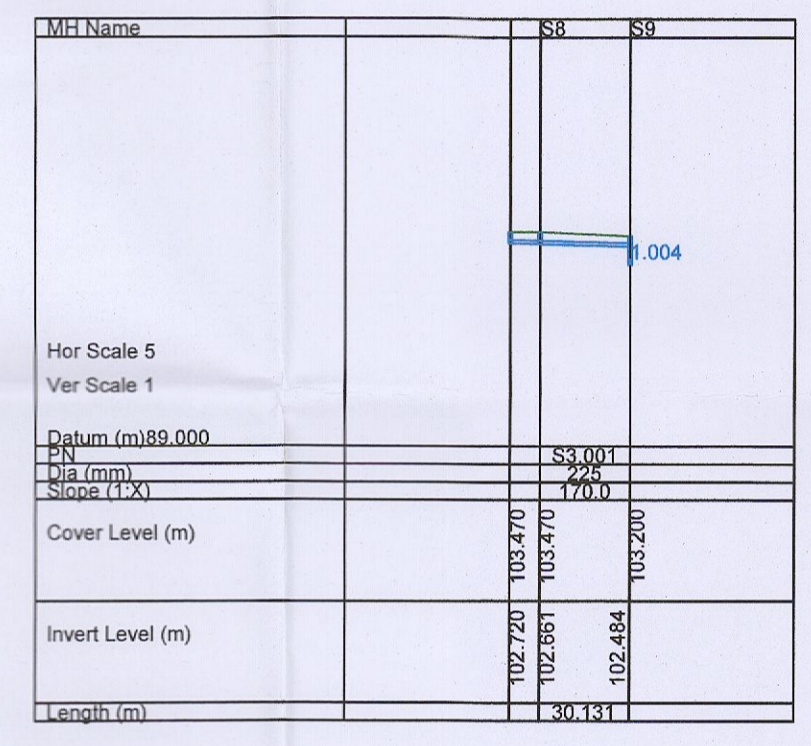 MH Name S8 S9
1.004
Hor Scale 5
Ver Scale 1
Datum (m)89.000
PN S3.001
Dia (mm) 225
Slope (1:X) 170.0
Cover Level (m) 103.470 103.470 103.200
Invert Level (m) 102.720 102.661 102.484
Length (m) 30.131